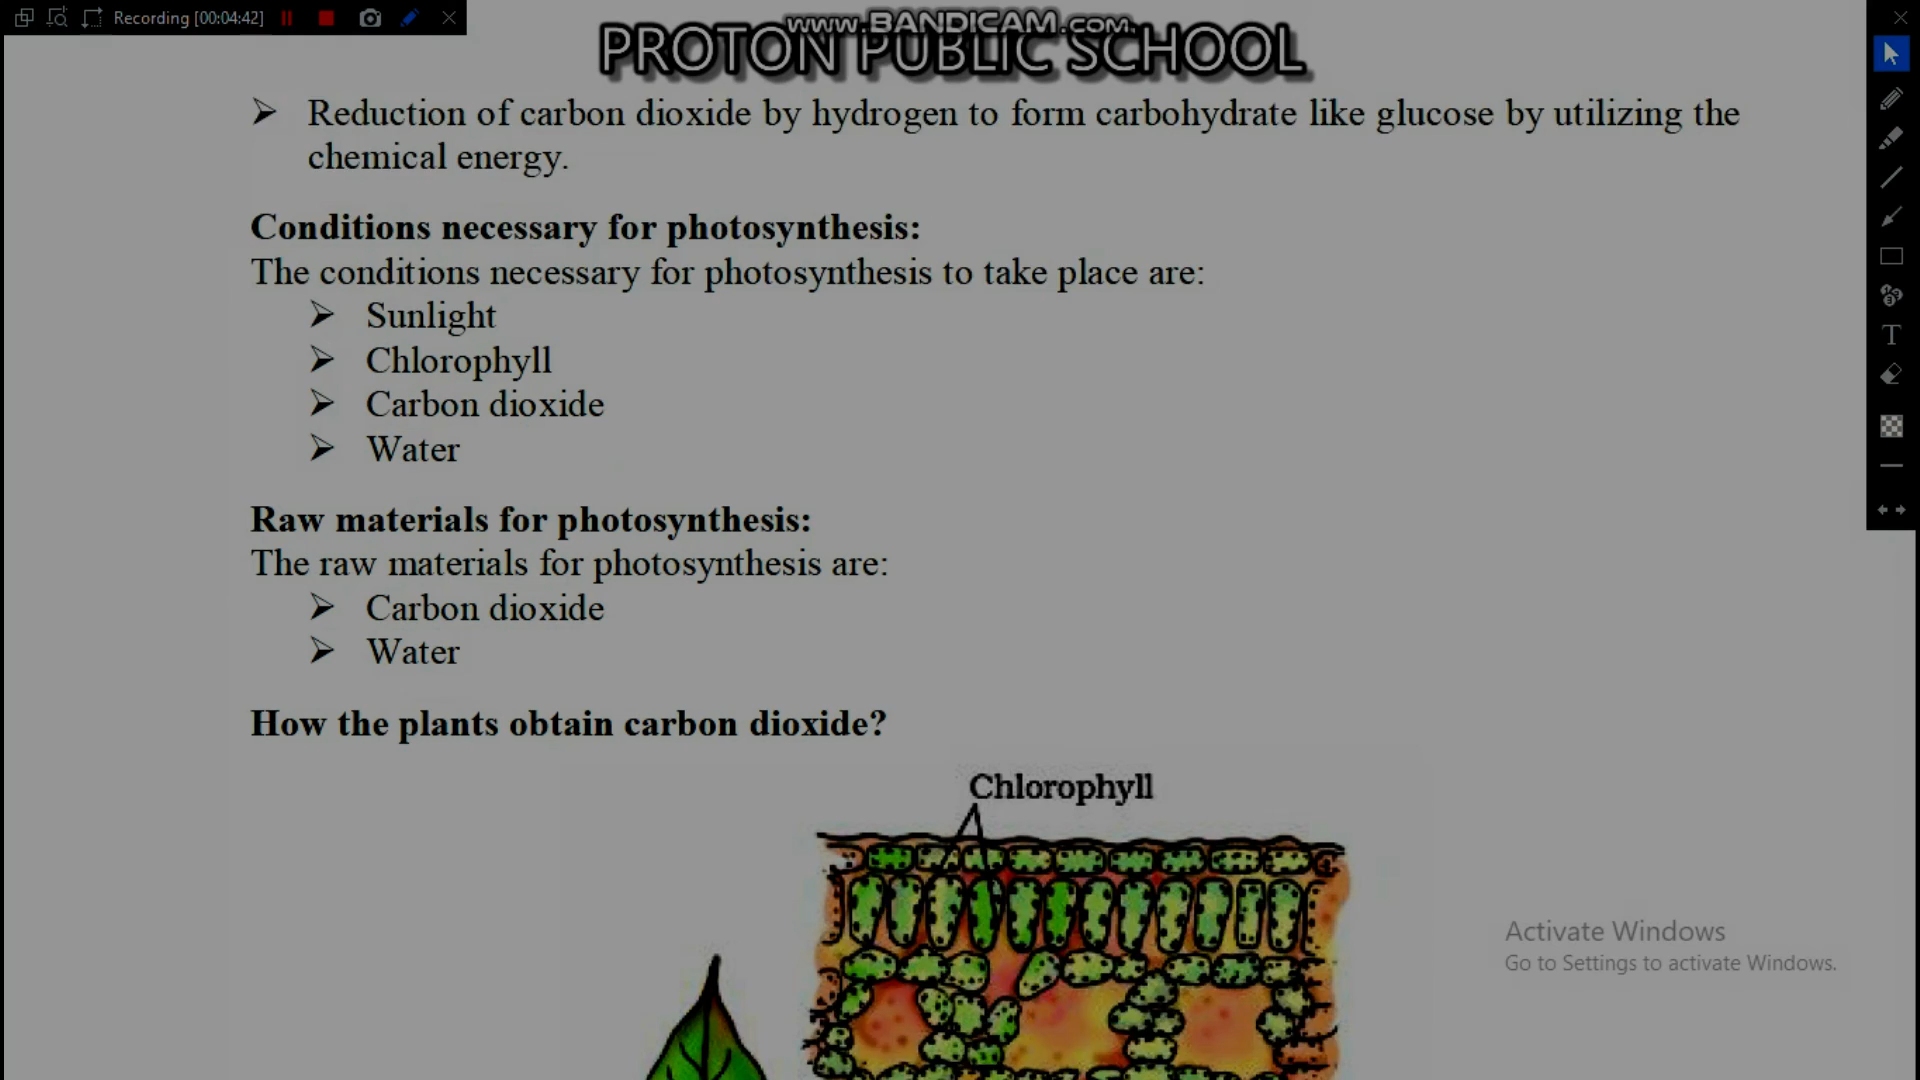 Recording [00:04:42]
www.BANDICAM.com
PROTON PUBLIC SCHOOL
Reduction of carbon dioxide by hydrogen to form carbohydrate like glucose by utilizing the
chemical energy.
Conditions necessary for photosynthesis:
The conditions necessary for photosynthesis to take place are:
Sunlight
Chlorophyll
Carbon dioxide
Water
Raw materials for photosynthesis:
The raw materials for photosynthesis are:
Carbon dioxide
Water
How the plants obtain carbon dioxide?
Chlorophyll
Activate Windows
Go to Settings to activate Windows.